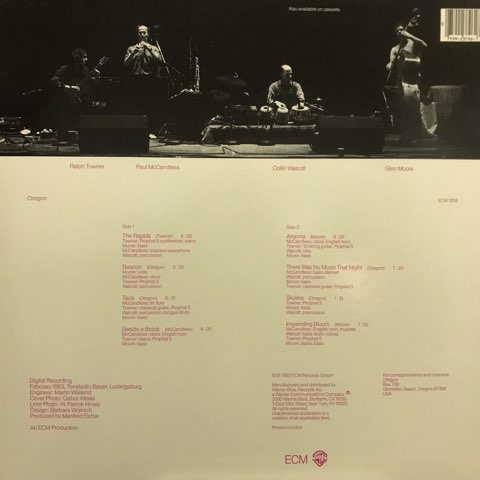 Also available on cassette
Ralph Towner
Paul McCandless
Collin Walcott
Glen Moore
Oregon
ECM 1258
Side 1
The Rapids (Towner) 8:25
Towner: Prophet 5 synthesizer, piano
Moore: bass
McCandless: soprano saxophone
Walcott: percussion
Beacon (Oregon) 2:53
Moore: viola
McCandless: oboe
Towner: Prophet 5
Walcott: percussion
Taos (Oregon) 6:12
McCandless: tin flute
Towner: classical guitar, Prophet 5
Walcott: percussion, tongue drum
Moore: bass
Beside a Brook (McCandless) 4:20
McCandless: oboe, English horn
Towner: piano, Prophet 5
Moore: bass
Side 2
Arianna (Moore) 6:20
McCandless: oboe, English horn
Towner: 12 string guitar, Prophet 5
Walcott: sitar
Moore: bass
There Was No Moon That Night (Oregon) 7:29
McCandless: bass clarinet
Walcott: percussion
Moore: bass
Towner: classical guitar, Prophet 5
Skyline (Oregon) 1:18
Towner: Prophet 5
Walcott: percussion
Moore: bass
Impending Bloom (Moore) 7:52
McCandless: English horn, musette
Walcott: percussion, bass drum
Towner: Prophet 5
Moore: piano, bass
Digital Recording
February 1983, Tonstudio Bauer, Ludwigsburg
Engineer: Martin Wieland
Cover Photo: Gabor Attalai
Liner Photo: W. Patrick Hinely
Design: Barbara Wojirsch
Produced by Manfred Eicher
An ECM Production
© ℗ 1983 ECM Records GmbH
Manufactured and distributed by
Warner Bros. Records Inc.
a Warner Communications Company
3300 Warner Blvd., Burbank, CA 91510
3 East 54th Street, New York, NY 10022
All rights reserved
Unauthorized duplication is a
violation of all applicable laws.
Printed in U.S.A.
For correspondence and concerts
Oregon
Box 758
Gleneden Beach, Oregon 97388
USA
ECM